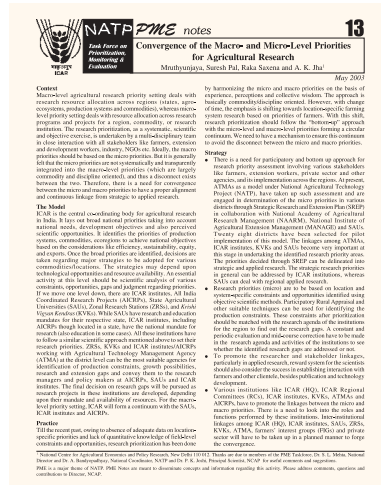 NATP PME notes
13
Task Force on
Prioritization,
Monitoring &
Evaluation
ICAR
Convergence of the Macro- and Micro-Level Priorities
for Agricultural Research
Mruthyunjaya, Suresh Pal, Raka Saxena and A. K. Jha¹
May 2003
Context
Macro-level agricultural research priority setting deals with
research resource allocation across regions (states, agro-
ecosystems, production systems and commodities), whereas micro-
level priority setting deals with resource allocation across research
programs and projects for a region, commodity, or research
institution. The research prioritization, as a systematic, scientific
and objective exercise, is undertaken by a multi-disciplinary team
in close interaction with all stakeholders like farmers, extension
and development workers, industry, NGOs etc. Ideally, the macro
priorities should be based on the micro priorities. But it is generally
felt that the micro priorities are not systematically and transparently
integrated into the macro-level priorities (which are largely
commodity and discipline oriented), and thus a disconnect exists
between the two. Therefore, there is a need for convergence
between the micro and macro priorities to have a proper alignment
and continuous linkage from strategic to applied research.
The Model
ICAR is the central co-ordinating body for agricultural research
in India. It lays out broad national priorities taking into account
national needs, development objectives and also perceived
scientific opportunities. It identifies the priorities of production
systems, commodities, ecoregions to achieve national objectives
based on the considerations like efficiency, sustainability, equity,
and exports. Once the broad priorities are identified, decisions are
taken regarding major strategies to be adopted for various
commodities/locations. The strategies may depend upon
technological opportunities and resource availability. An essential
activity at this level should be scientific analysis of various
constraints, opportunities, gaps and judgment regarding priorities.
If we move one level down, there are ICAR institutes, All India
Coordinated Research Projects (AICRPs), State Agricultural
Universities (SAUs), Zonal Research Stations (ZRSs), and Krishi
Vigyan Kendras (KVKs). While SAUs have research and education
mandates for their respective state, ICAR institutes, including
AICRPs though located in a state, have the national mandate for
research (also education in some cases). All these institutions have
to follow a similar scientific approach mentioned above to set their
research priorities. ZRSs, KVKs and ICAR institutes/AICRPs
working with Agricultural Technology Management Agency
(ATMA) at the district level can be the most suitable agencies for
identification of production constraints, growth possibilities,
research and extension gaps and convey them to the research
managers and policy makers at AICRPs, SAUs and ICAR
institutes. The final decision on research gaps will be pursued as
research projects in these institutions are developed, depending
upon their mandate and availability of resources. For the macro-
level priority setting, ICAR will form a continuum with the SAUs,
ICAR institutes and AICRPs.
Practice
Till the recent past, owing to absence of adequate data on location-
specific priorities and lack of quantitative knowledge of field-level
constraints and opportunities, research prioritization has been done
by harmonizing the micro and macro priorities on the basis of
experience, perceptions and collective wisdom. The approach is
basically commodity/discipline oriented. However, with change
of time, the emphasis is shifting towards location-specific farming
system research based on priorities of farmers. With this shift,
research prioritization should follow the "bottom-up" approach
with the micro-level and macro-level priorities forming a circular
continuum. We need to have a mechanism to ensure this continuum
to avoid the disconnect between the micro and macro priorities.
Strategy
• There is a need for participatory and bottom up approach for
research priority assessment involving various stakeholders
like farmers, extension workers, private sector and other
agencies, and its implementation across the regions. At present,
ATMAs as a model under National Agricultural Technology
Project (NATP), have taken up such assessment and are
engaged in determination of the micro priorities in various
districts through Strategic Research and Extension Plan (SREP)
in collaboration with National Academy of Agricultural
Research Management (NAARM), National Institute of
Agricultural Extension Management (MANAGE) and SAUs.
Twenty eight districts have been selected for pilot
implementation of this model. The linkages among ATMAs,
ICAR institutes, KVKs and SAUs become very important at
this stage in undertaking the identified research priority areas.
The priorities decided through SREP can be delineated into
strategic and applied research. The strategic research priorities
in general can be addressed by ICAR institutes, whereas
SAUs can deal with regional applied research.
• Research priorities (micro) are to be based on location and
system-specific constraints and opportunities identified using
objective scientific methods. Participatory Rural Appraisal and
other suitable techniques can be used for identifying the
production constraints. These constraints after prioritization
should be matched with the research agenda of the institutions
for the region to find out the research gaps. A constant and
periodic evaluation and mid-course correction have to be made
in the research agenda and activities of the institutions to see
whether the identified research gaps are addressed or not.
• To promote the researcher and stakeholder linkages,
particularly in applied research, reward system for the scientists
should also consider the success in establishing interaction with
farmers and other clientele, besides publication and technology
development.
• Various institutions like ICAR (HQ), ICAR Regional
Committees (RCs), ICAR institutes, KVKs, ATMAs and
AICRPs, have to promote the linkages between the micro and
macro priorities. There is a need to look into the roles and
functions performed by these institutions. Inter-institutional
linkages among ICAR (HQ), ICAR institutes, SAUs, ZRSs,
KVKs, ATMA, farmers' interest groups (FIGs) and private
sector will have to be taken up in a planned manner to forge
the convergence.
¹ National Center for Agricultural Economics and Policy Research, New Delhi 110 012. Thanks are due to members of the PME Taskforce, Dr. S. L. Mehta, National
Director and Dr. A. Bandyopadhyay, National Coordinator, NATP and Dr. P. K. Joshi, Principal Scientist, NCAP for useful comments and suggestions.
PME is a major theme of NATP. PME Notes are meant to disseminate concepts and information regarding this activity. Please address comments, questions and
contributions to Director, NCAP.